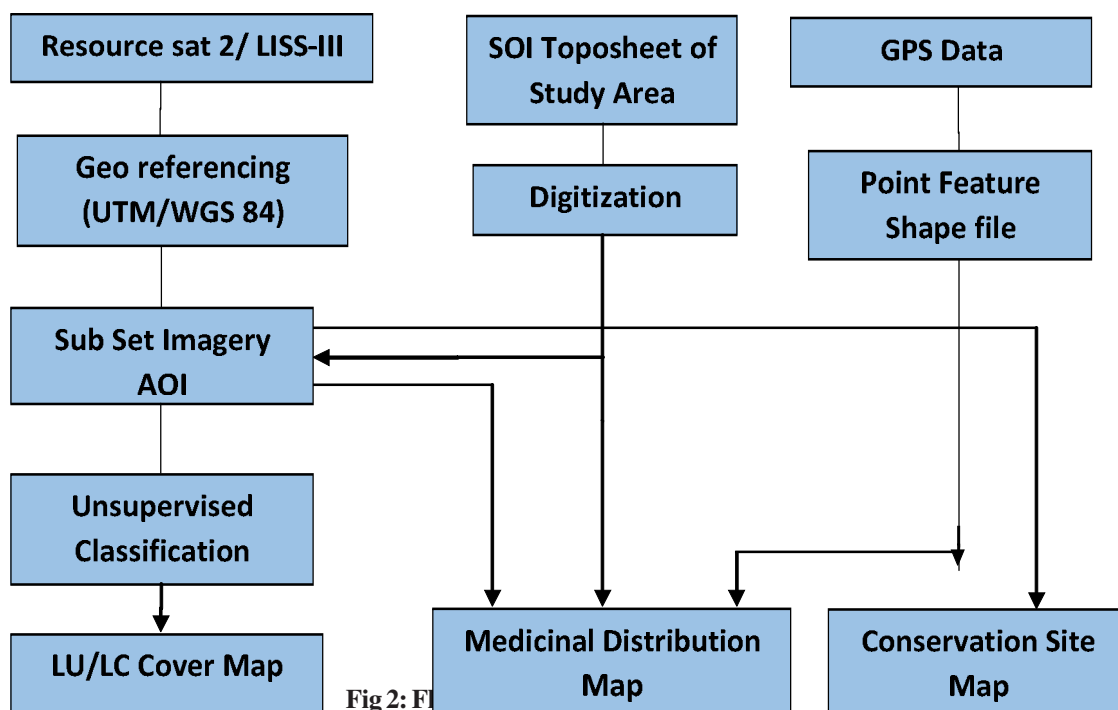 Resource sat 2/ LISS-III
SOI Toposheet of
Study Area
GPS Data
Geo referencing
(UTM/WGS 84)
Digitization
Point Feature
Shape file
Sub Set Imagery
AOI
Unsupervised
Classification
LU/LC Cover Map
Medicinal Distribution
Map
Conservation Site
Map
Fig 2: